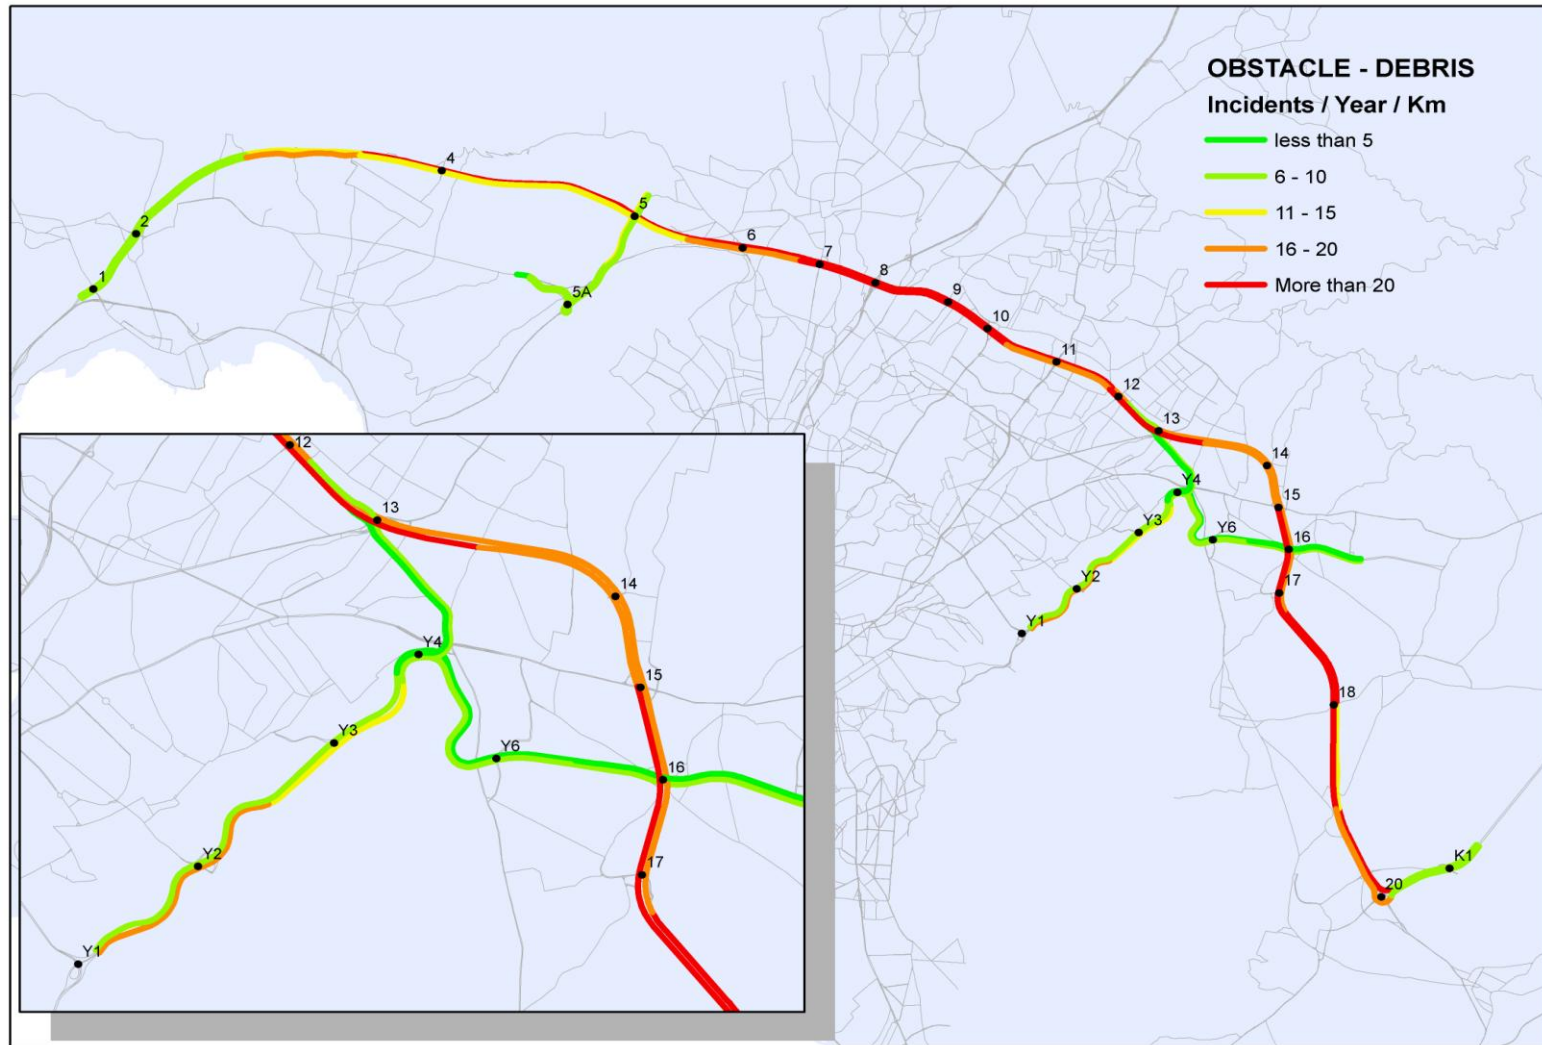 OBSTACLE - DEBRIS
Incidents / Year / Km
less than 5
6 - 10
11 - 15
16 - 20
More than 20
4
5
2
1
5A
6
7
8
9
10
11
12
13
14
15
16
17
Y4
Y3
Y6
Y2
Y1
18
K1
20
12
13
14
Y4
15
Y3
Y6
16
Y2
17
Y1